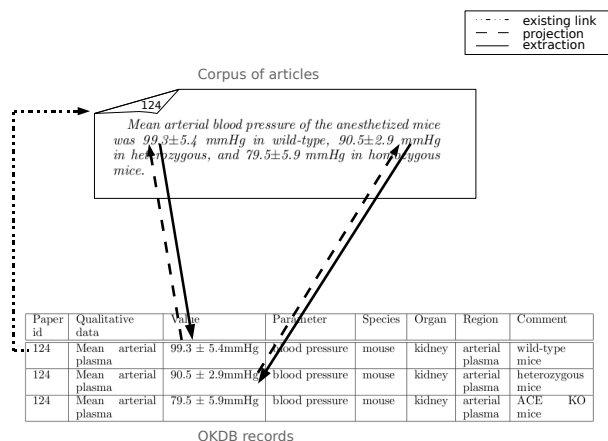 existing link
projection
extraction
Corpus of articles
124
Mean arterial blood pressure of the anesthetized mice
was 99.3±5.4 mmHg in wild-type, 90.5±2.9 mmHg
in heterozygous, and 79.5±5.9 mmHg in homozygous
mice.
Paper id Qualitative data Value Parameter Species Organ Region Comment
124 Mean arterial plasma 99.3 ± 5.4mmHg blood pressure mouse kidney arterial plasma wild-type mice
124 Mean arterial plasma 90.5 ± 2.9mmHg blood pressure mouse kidney arterial plasma heterozygous mice
124 Mean arterial plasma 79.5 ± 5.9mmHg blood pressure mouse kidney arterial plasma ACE KO mice
QKDB records